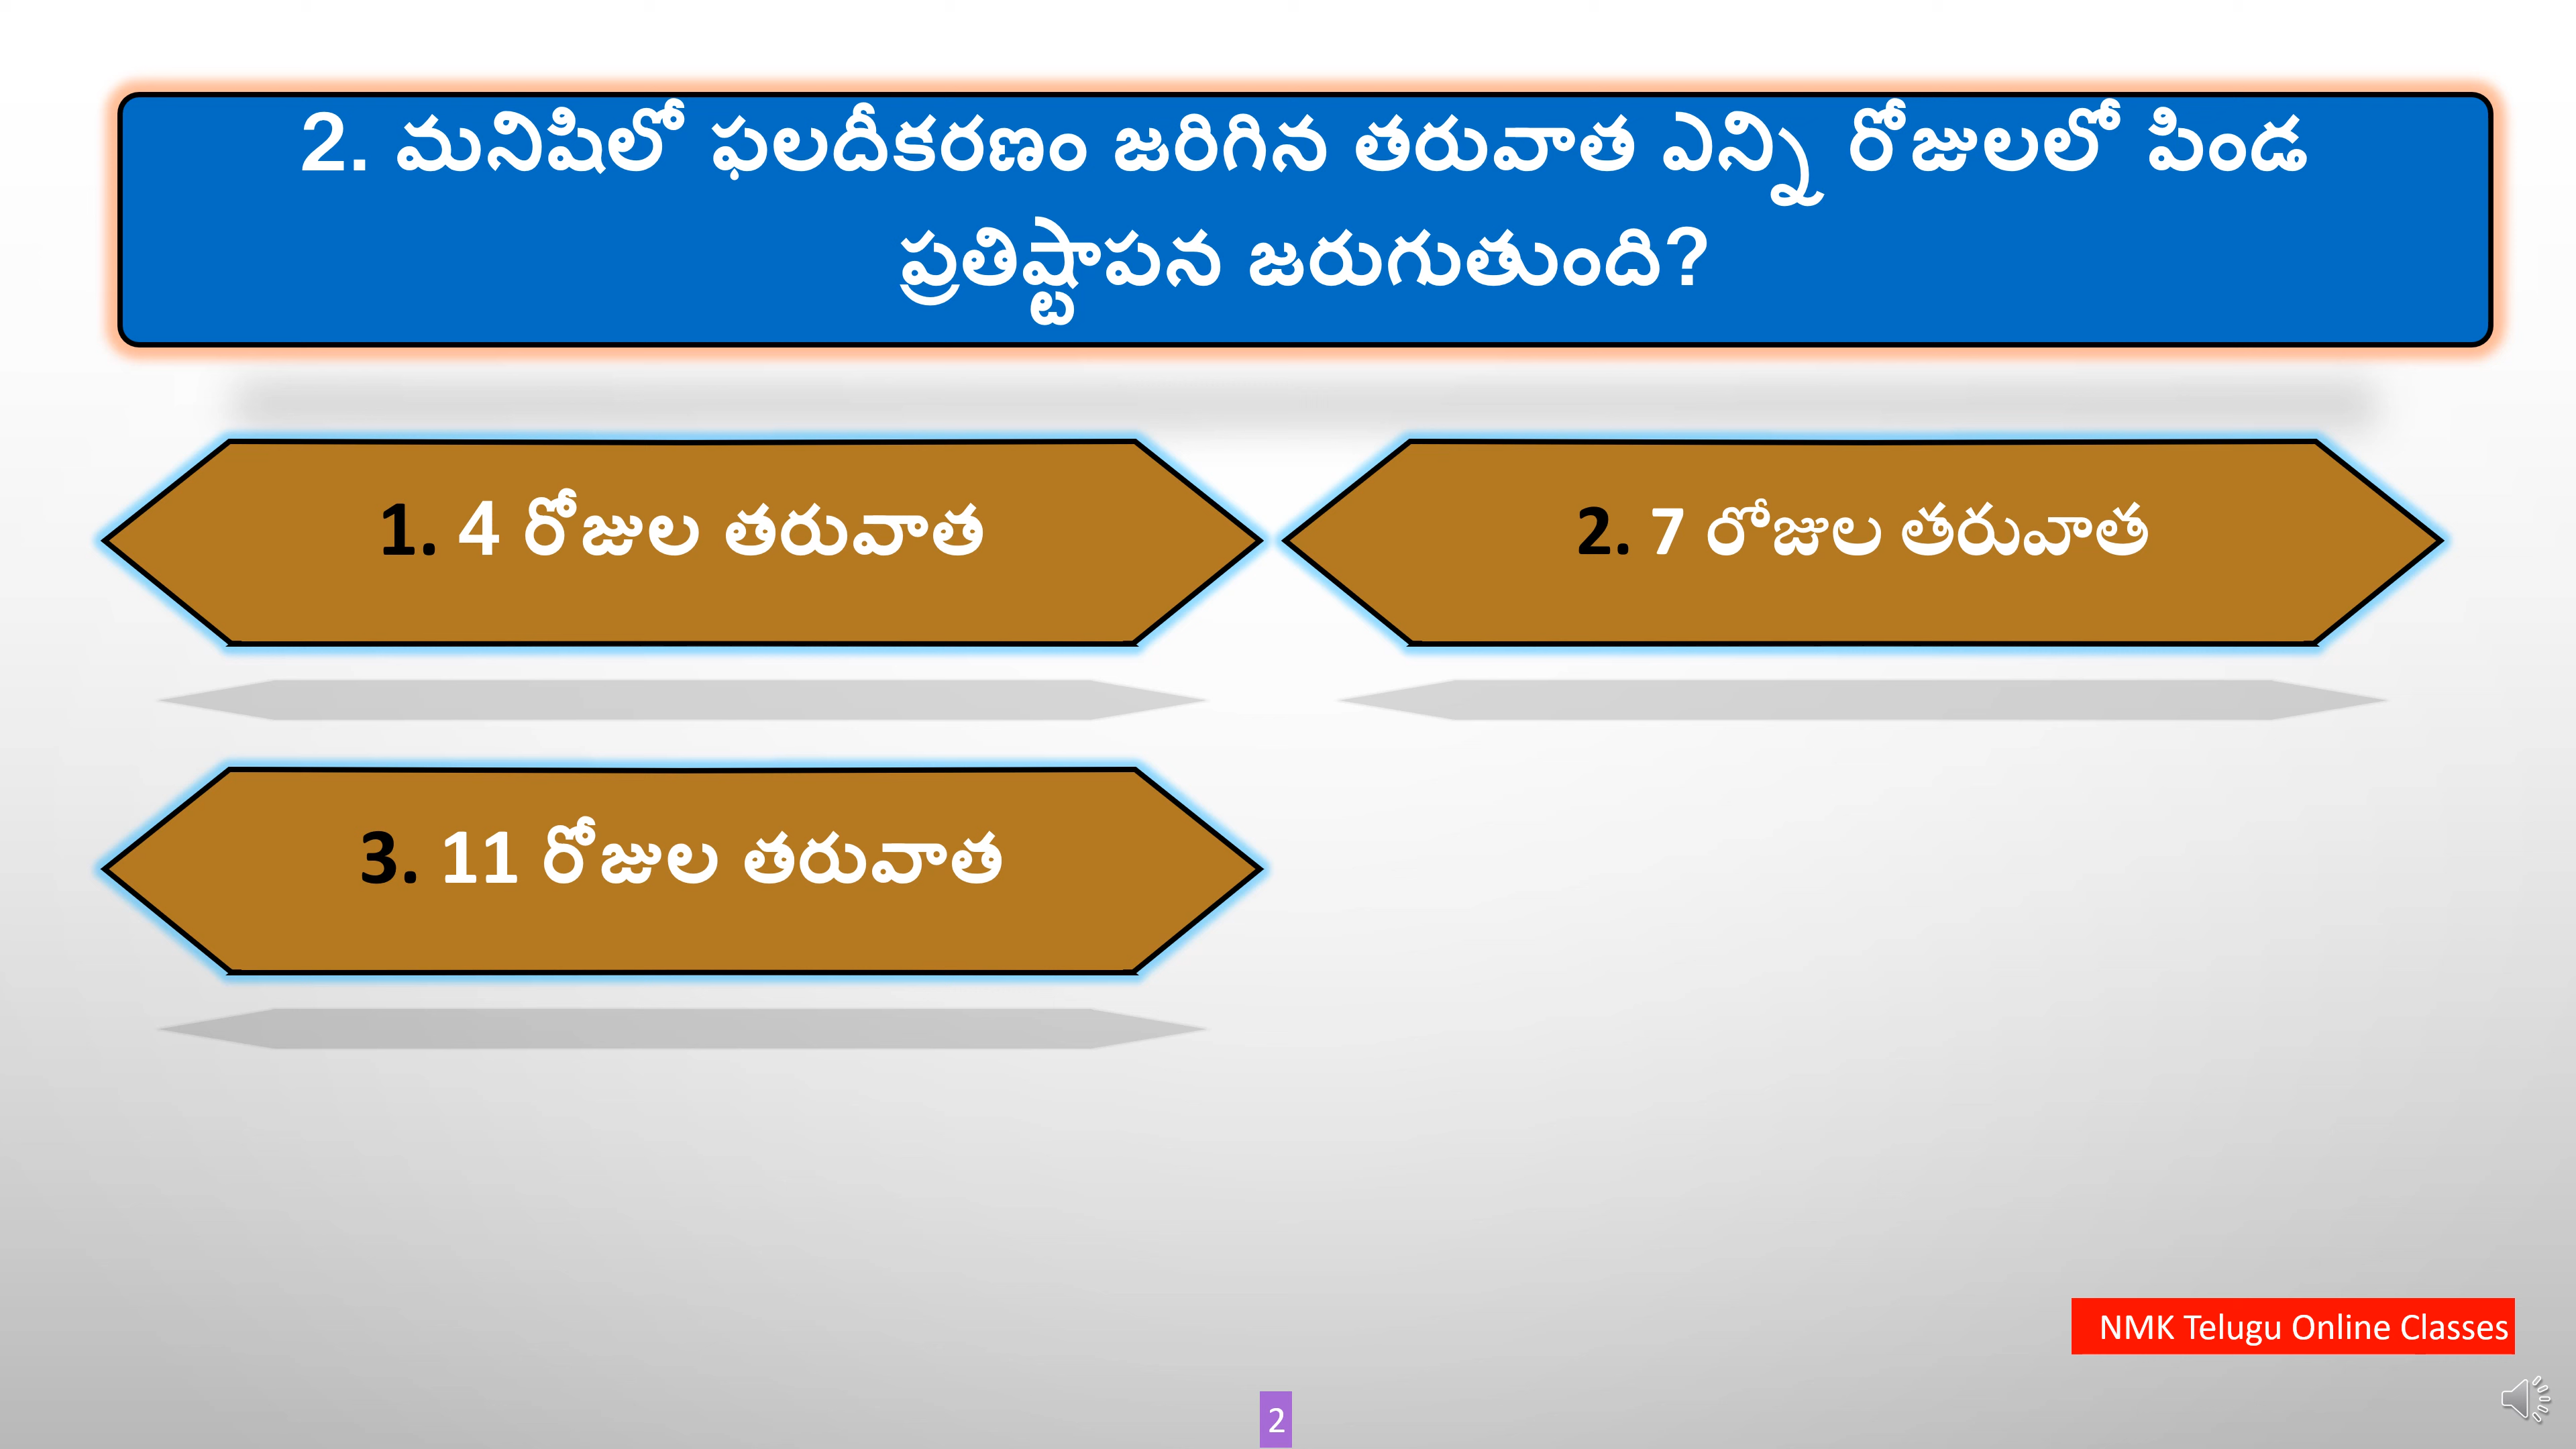 2. మనిషిలో ఫలదీకరణం జరిగిన తరువాత ఎన్ని రోజులలో పిండ
ప్రతిష్టాపన జరుగుతుంది?
1. 4 రోజుల తరువాత
2. 7 రోజుల తరువాత
3. 11 రోజుల తరువాత
NMK Telugu Online Classes
2